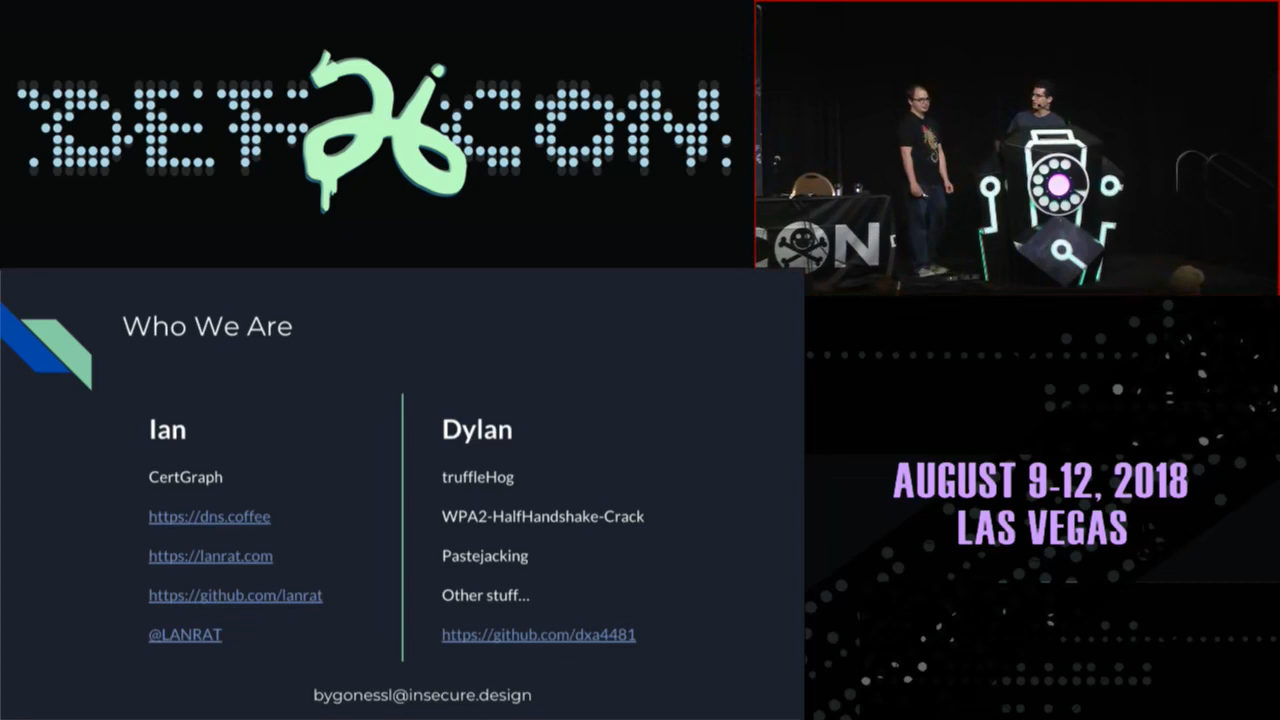 DEF 26 CON
CON
Who We Are
Ian
CertGraph
https://dns.coffee
https://lanrat.com
https://github.com/lanrat
@LANRAT
Dylan
truffleHog
WPA2-HalfHandshake-Crack
Pastejacking
Other stuff...
https://github.com/dxa4481
bygonessl@insecure.design
AUGUST 9-12, 2018
LAS VEGAS